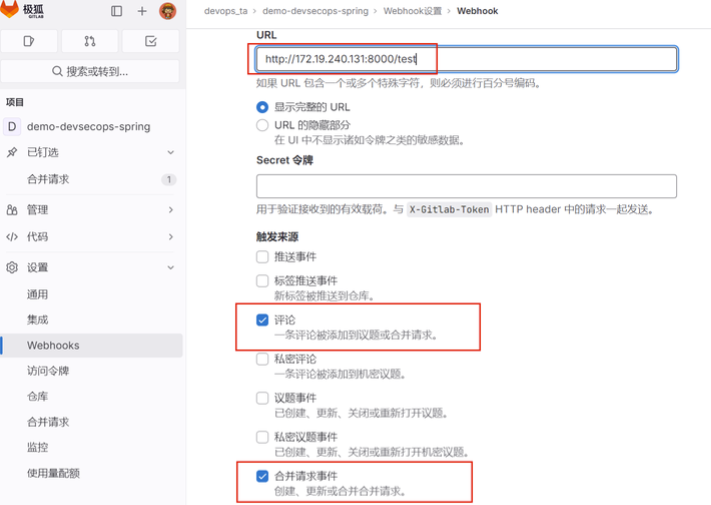 极狐
GITLAB
搜索或转到...
项目
D demo-devsecops-spring
已钉选
合并请求 1
管理
代码
设置
通用
集成
Webhooks
访问令牌
仓库
合并请求
监控
使用量配额
devops_ta > demo-devsecops-spring > Webhook设置 > Webhook
URL
http://172.19.240.131:8000/test
如果 URL 包含一个或多个特殊字符，则必须进行百分号编码。
显示完整的 URL
URL 的隐藏部分
在 UI 中不显示诸如令牌之类的敏感数据。
Secret 令牌
用于验证接收到的有效载荷。与 X-Gitlab-Token HTTP header 中的请求一起发送。
触发来源
推送事件
标签推送事件
新标签被推送到仓库。
评论
一条评论被添加到议题或合并请求。
私密评论
一条评论被添加到机密议题。
议题事件
已创建、更新、关闭或重新打开议题。
私密议题事件
已创建、更新、关闭或重新打开机密议题。
合并请求事件
创建、更新或合并合并请求。